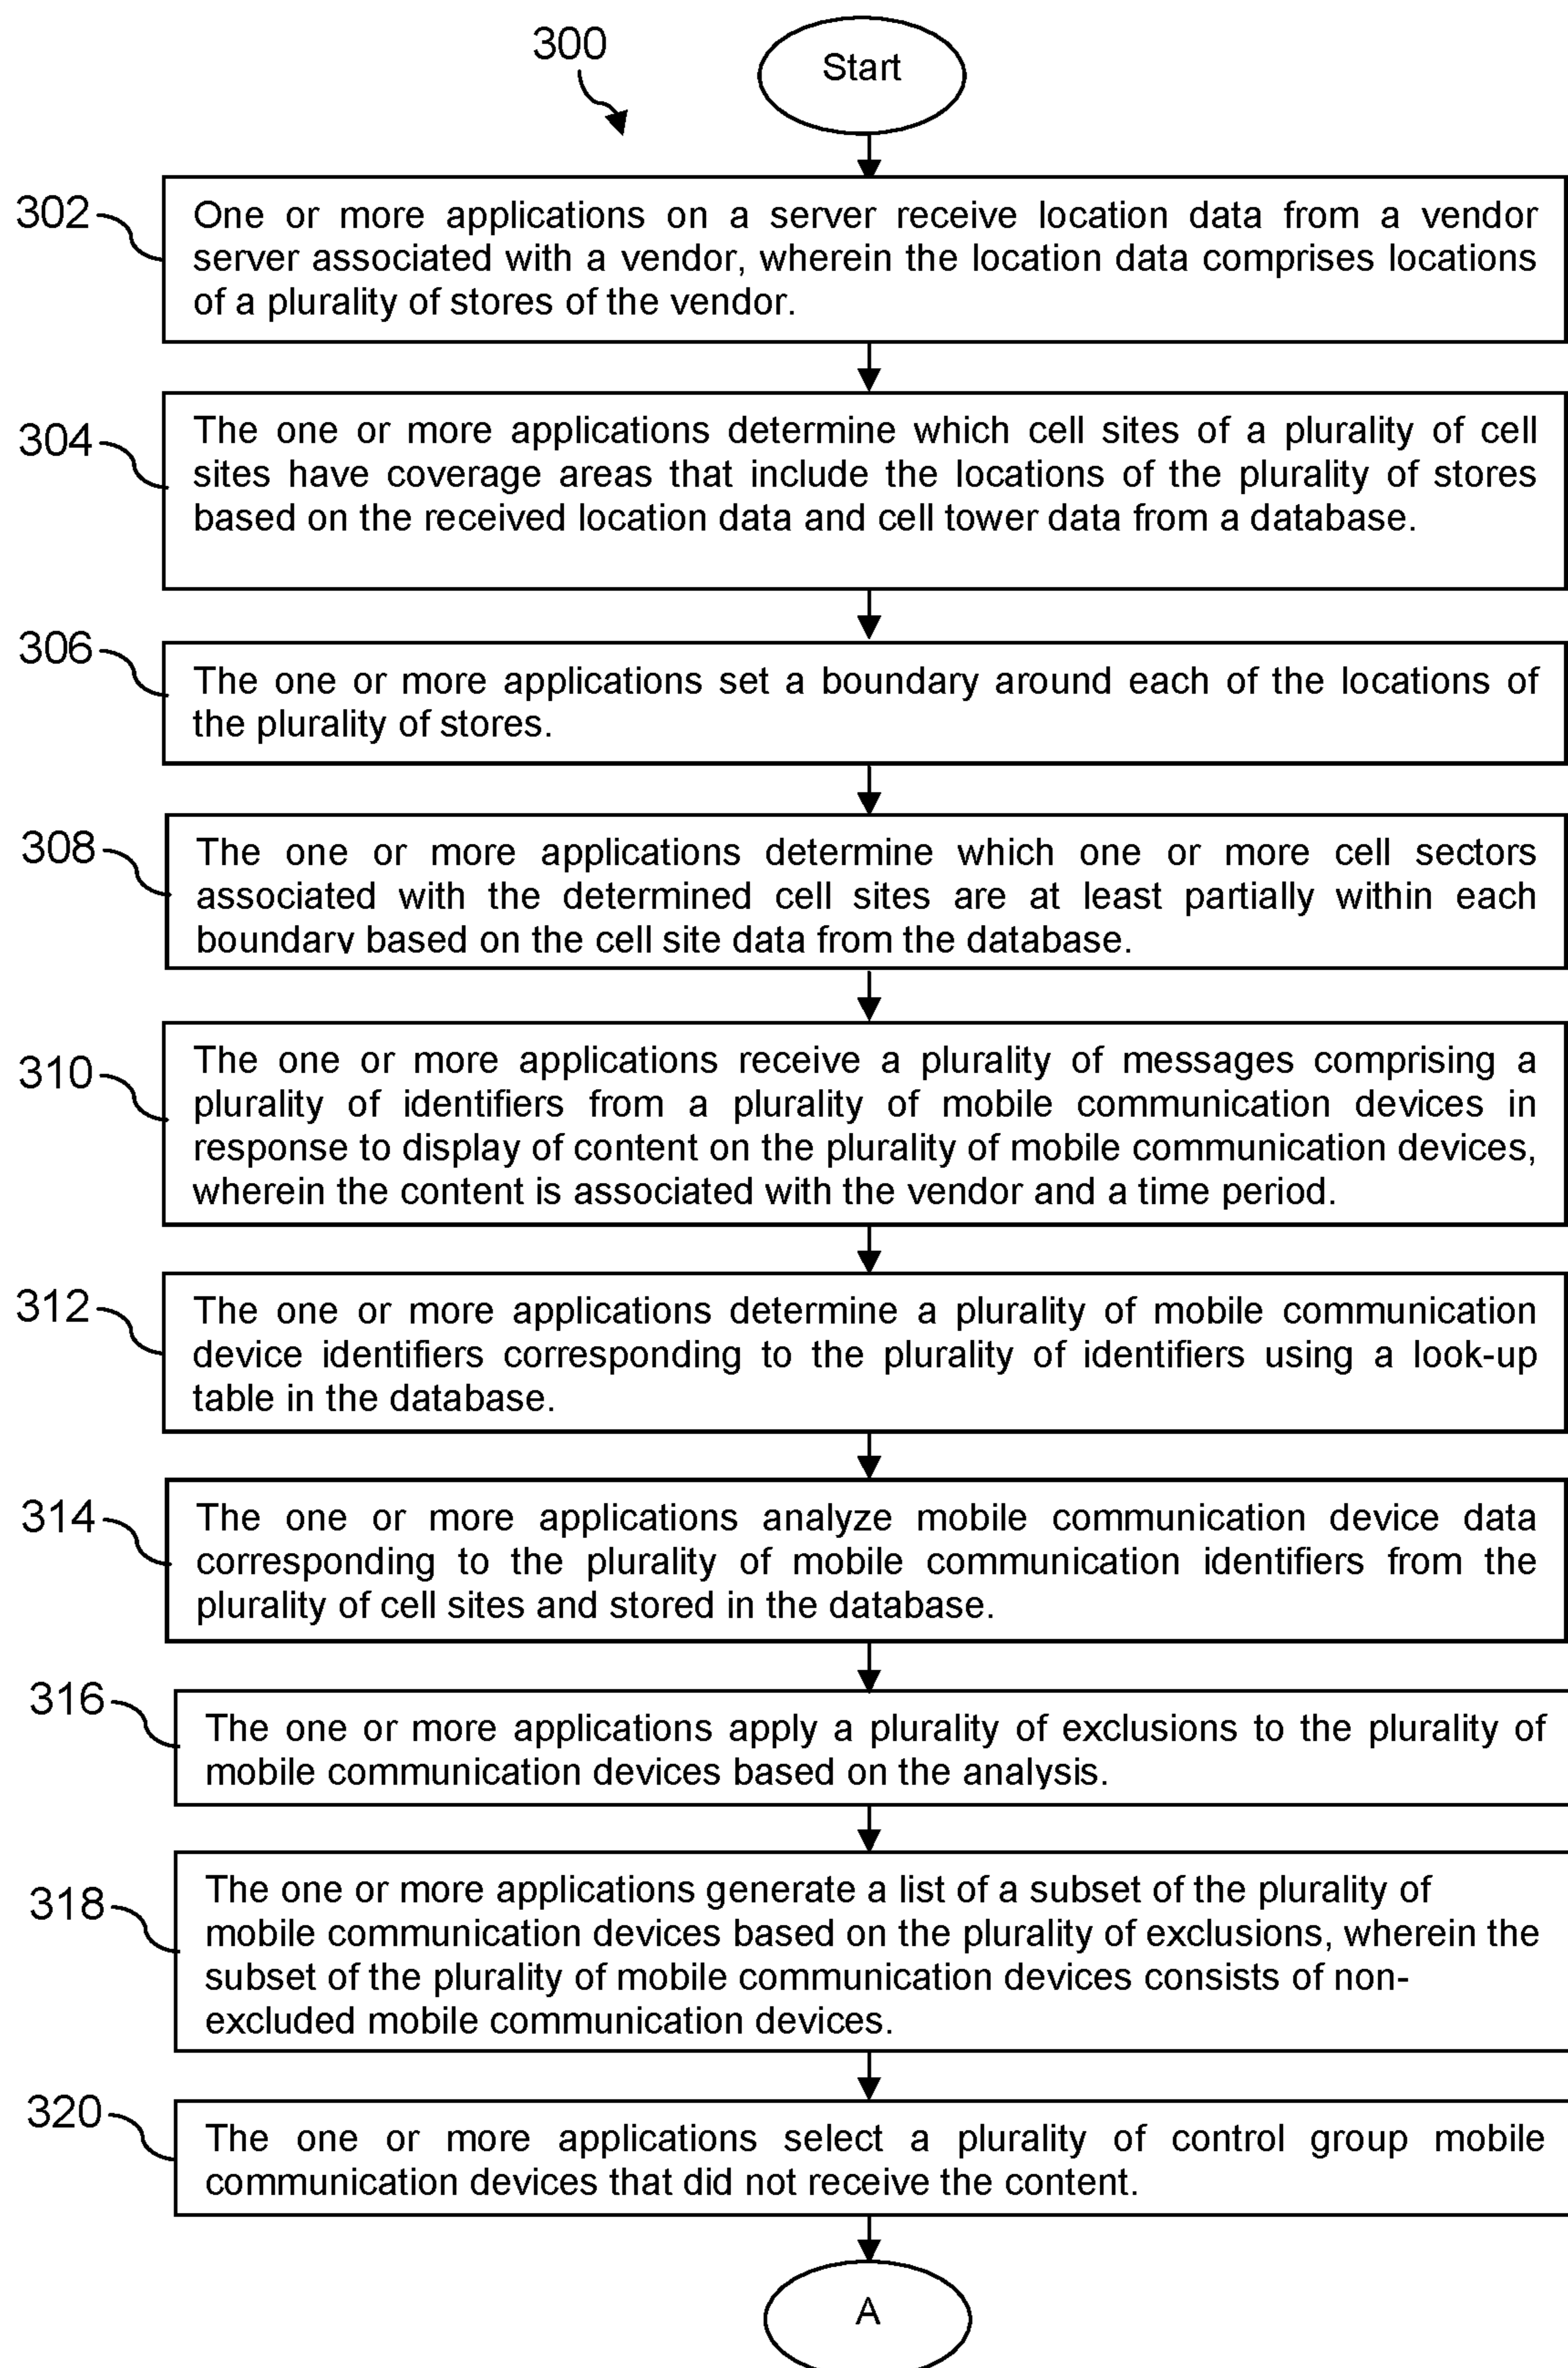 300
Start
302
One or more applications on a server receive location data from a vendor
server associated with a vendor, wherein the location data comprises locations
of a plurality of stores of the vendor.
304
The one or more applications determine which cell sites of a plurality of cell
sites have coverage areas that include the locations of the plurality of stores
based on the received location data and cell tower data from a database.
306
The one or more applications set a boundary around each of the locations of
the plurality of stores.
308
The one or more applications determine which one or more cell sectors
associated with the determined cell sites are at least partially within each
boundary based on the cell site data from the database.
310
The one or more applications receive a plurality of messages comprising a
plurality of identifiers from a plurality of mobile communication devices in
response to display of content on the plurality of mobile communication devices,
wherein the content is associated with the vendor and a time period.
312
The one or more applications determine a plurality of mobile communication
device identifiers corresponding to the plurality of identifiers using a look-up
table in the database.
314
The one or more applications analyze mobile communication device data
corresponding to the plurality of mobile communication identifiers from the
plurality of cell sites and stored in the database.
316
The one or more applications apply a plurality of exclusions to the plurality of
mobile communication devices based on the analysis.
318
The one or more applications generate a list of a subset of the plurality of
mobile communication devices based on the plurality of exclusions, wherein the
subset of the plurality of mobile communication devices consists of non-
excluded mobile communication devices.
320
The one or more applications select a plurality of control group mobile
communication devices that did not receive the content.
A